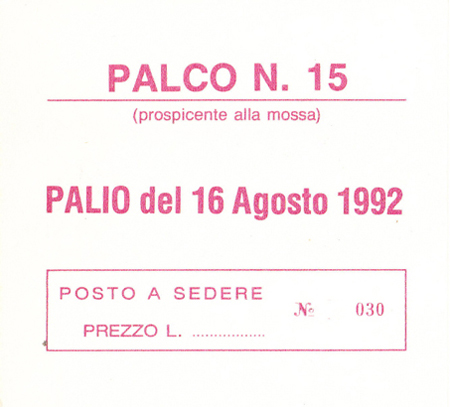 PALCO N. 15
(prospicente alla mossa)
PALIO del 16 Agosto 1992
POSTO A SEDERE
№ 030
PREZZO L. .................